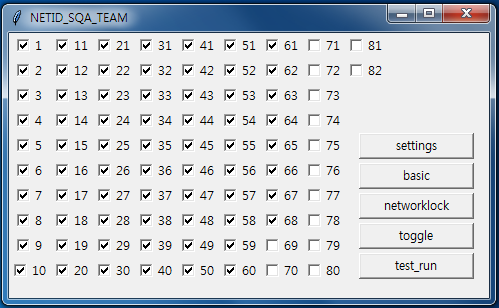 NETID_SQA_TEAM
1 11 21 31 41 51 61 71 81
2 12 22 32 42 52 62 72 82
3 13 23 33 43 53 63 73
4 14 24 34 44 54 64 74
5 15 25 35 45 55 65 75
settings
6 16 26 36 46 56 66 76
basic
7 17 27 37 47 57 67 77
networklock
8 18 28 38 48 58 68 78
toggle
9 19 29 39 49 59 69 79
test_run
10 20 30 40 50 60 70 80